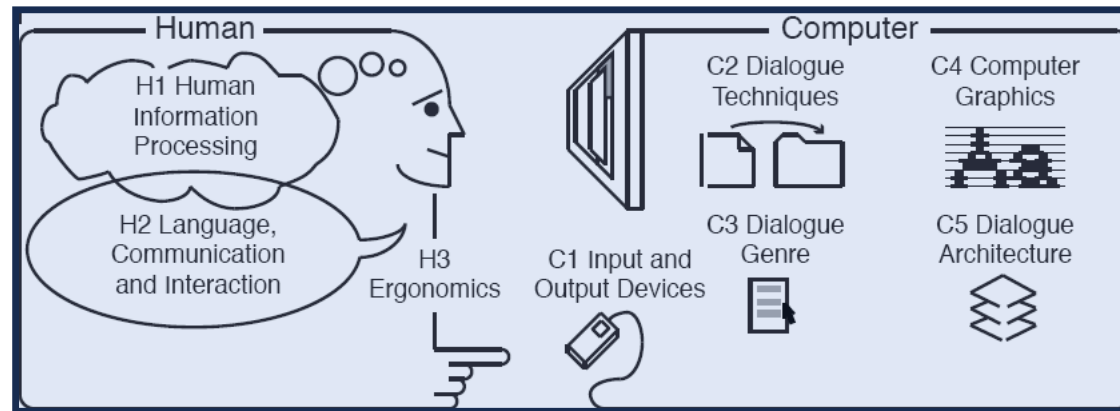 Human
H1 Human
Information
Processing
H2 Language,
Communication
and Interaction
H3
Ergonomics
Computer
C1 Input and
Output Devices
C2 Dialogue
Techniques
C3 Dialogue
Genre
C4 Computer
Graphics
C5 Dialogue
Architecture